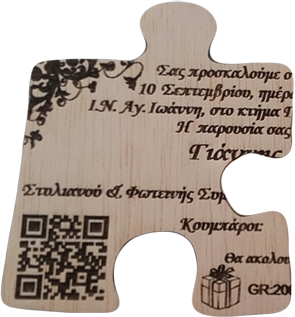 Σας προσκαλούμε σ
10 Σεπτεμβρίου, ημέρ
Ι.Ν. Αγ. Ιωάννη, στο κτήμα
Η παρουσία σας
Γιάννης
Στυλιανού & Φωτεινής Συρ
Κουμπάροι:
Θα ακολου
GR:200